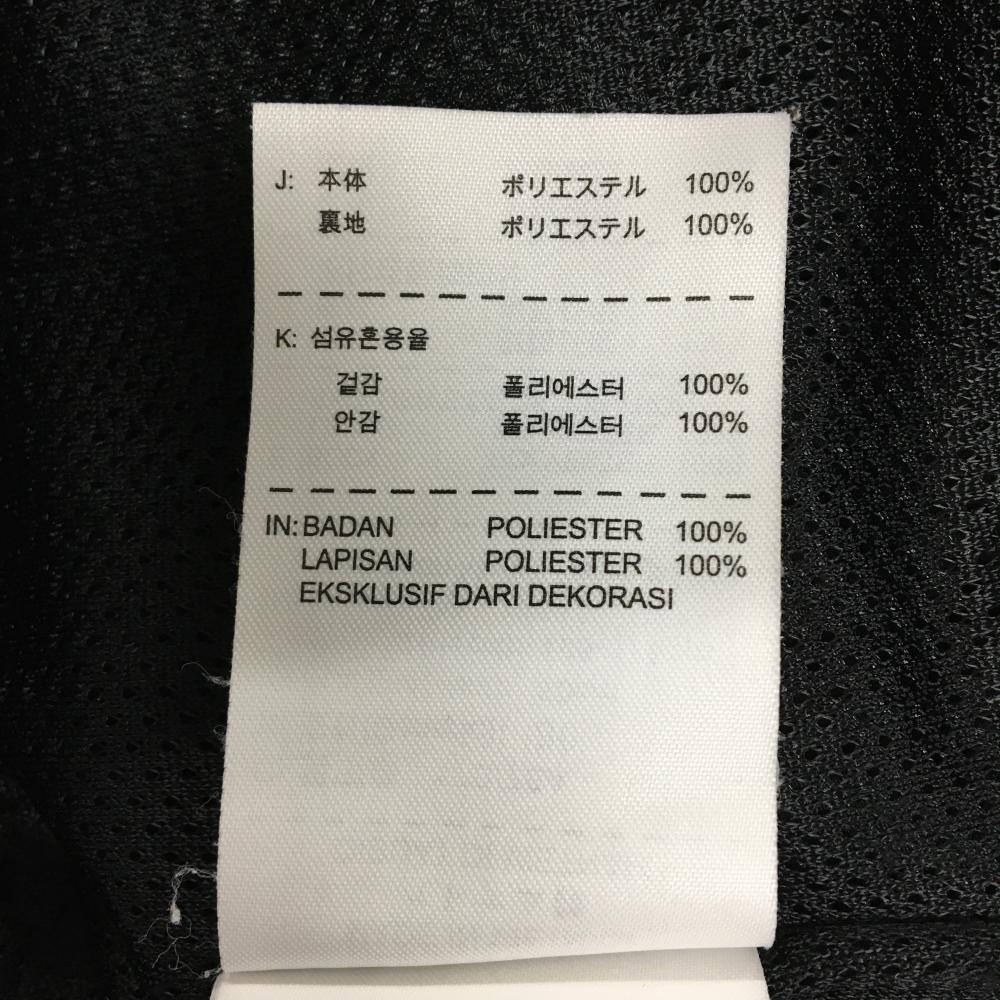 J: 本体 ポリエステル 100%
裏地 ポリエステル 100%
K: 섬유혼용율
겉감 폴리에스터 100%
안감 폴리에스터 100%
IN: BADAN POLIESTER 100%
LAPISAN POLIESTER 100%
EKSKLUSIF DARI DEKORASI